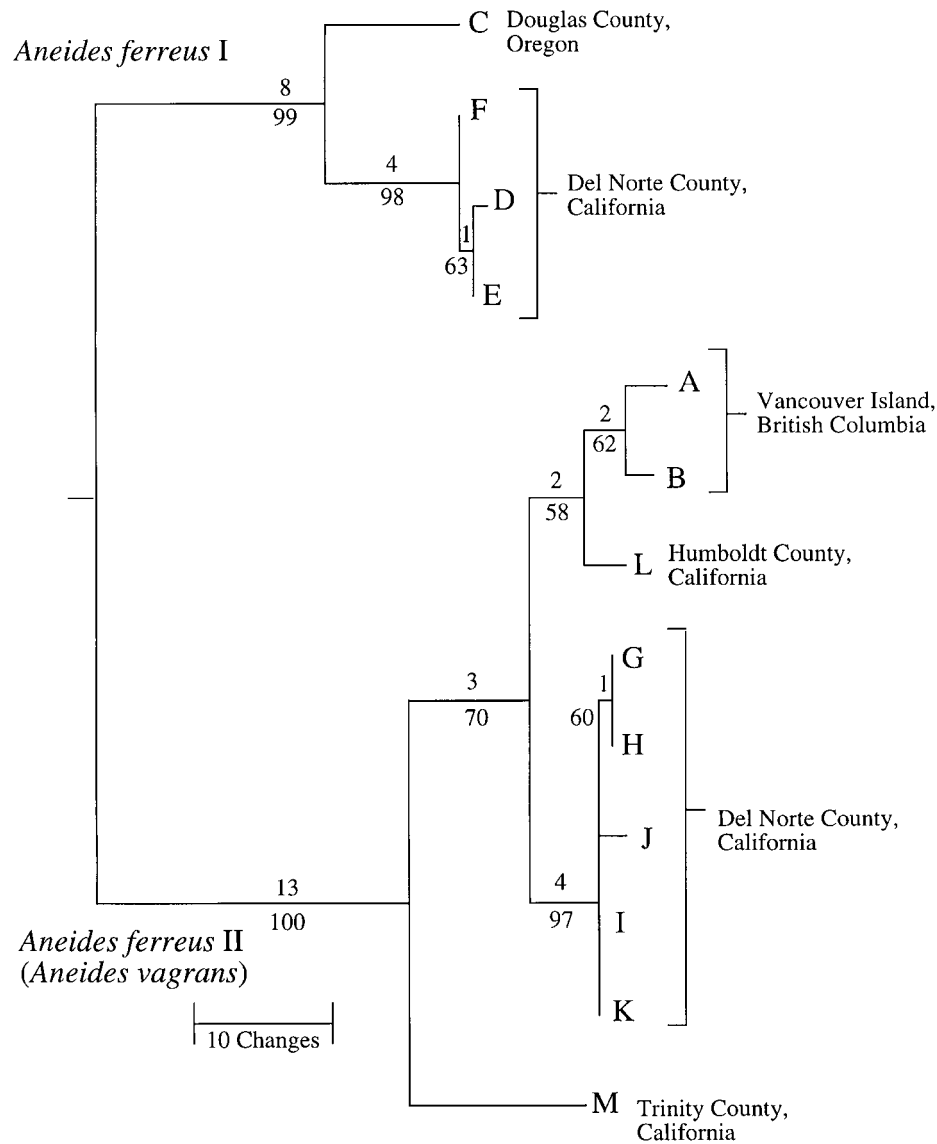 C
Douglas County,
Oregon
Aneides ferreus I
8
99
F
4
98
Del Norte County,
California
D
1
63
E
A
Vancouver Island,
British Columbia
2
62
B
2
58
L
Humboldt County,
California
G
1
60
3
70
H
J
Del Norte County,
California
4
97
13
100
I
Aneides ferreus II
(Aneides vagrans)
K
10 Changes
M
Trinity County,
California